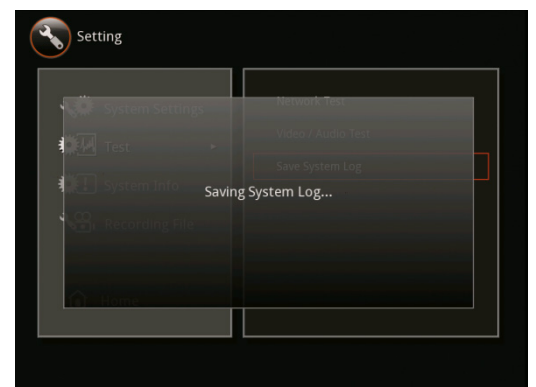 Setting
System Settings
Network Test
Video / Audio Test
Test
Save System Log
System Info
Saving System Log...
Recording File
Home